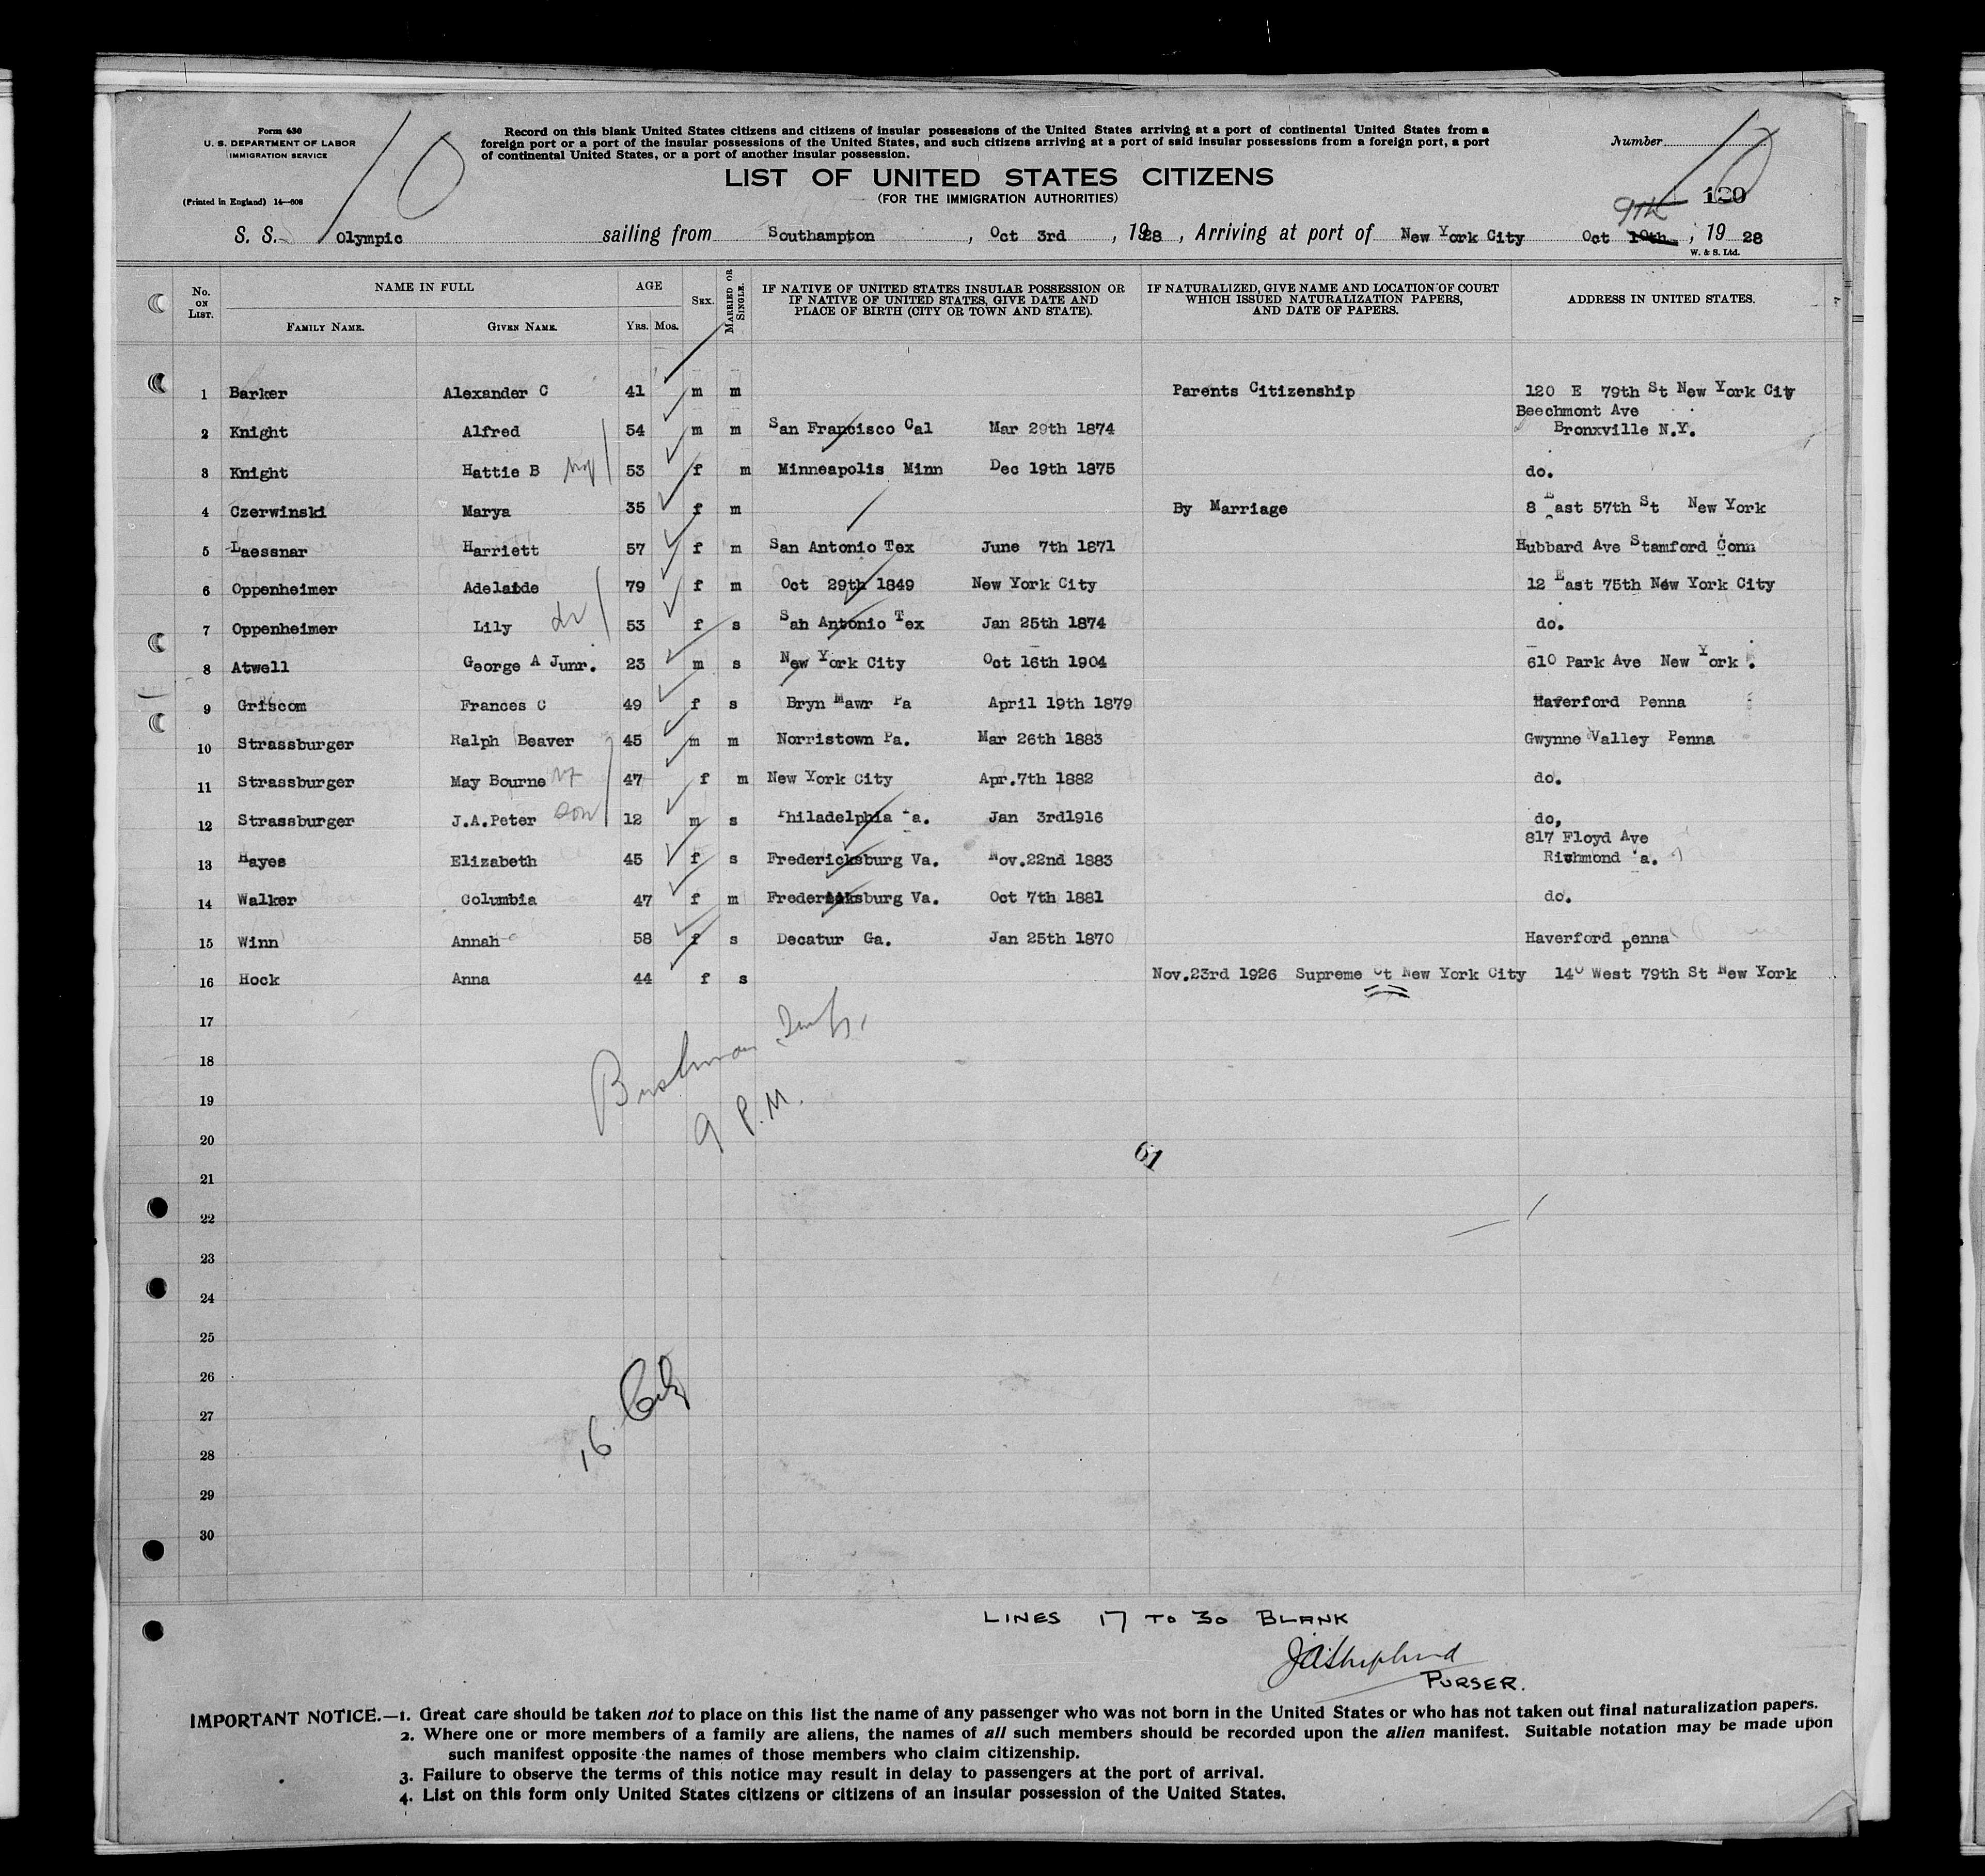 Form 630
U. S. DEPARTMENT OF LABOR
IMMIGRATION SERVICE
(Printed in England) 14—608
10
Record on this blank United States citizens and citizens of insular possessions of the United States arriving at a port of continental United States from a
foreign port or a port of the insular possessions of the United States, and such citizens arriving at a port of said insular possessions from a foreign port, a port
of continental United States, or a port of another insular possession.
Number 10
120
LIST OF UNITED STATES CITIZENS
(FOR THE IMMIGRATION AUTHORITIES)
9th
S. S. Olympic sailing from Southampton, Oct 3rd, 1928, Arriving at port of New York City Oct 10th, 19 28
W. & S. Ltd.
No. ON LIST. NAME IN FULL AGE SEX. MARRIED OR SINGLE. IF NATIVE OF UNITED STATES INSULAR POSSESSION OR IF NATIVE OF UNITED STATES, GIVE DATE AND PLACE OF BIRTH (CITY OR TOWN AND STATE). IF NATURALIZED, GIVE NAME AND LOCATION OF COURT WHICH ISSUED NATURALIZATION PAPERS, AND DATE OF PAPERS. ADDRESS IN UNITED STATES.
FAMILY NAME. GIVEN NAME. YRS. MOS.
1 Barker Alexander C 41 m m Parents Citizenship 120 E 79th St New York City
Beechmont Ave
2 Knight Alfred 54 m m San Francisco Cal Mar 29th 1874 Bronxville N.Y.
3 Knight Hattie B 53 f m Minneapolis Minn Dec 19th 1875 do.
4 Czerwinski Marya 35 f m By Marriage 8 East 57th St New York
5 Laessnar Harriett 57 f m San Antonio Tex June 7th 1871 Hubbard Ave Stamford Conn
6 Oppenheimer Adelaide 79 f m Oct 29th 1849 New York City 12 East 75th New York City
7 Oppenheimer Lily 53 f s San Antonio Tex Jan 25th 1874 do.
8 Atwell George A Junr. 23 m s New York City Oct 16th 1904 610 Park Ave New York.
9 Griscom Frances C 49 f s Bryn Mawr Pa April 19th 1879 Haverford Penna
10 Strassburger Ralph Beaver 45 m m Norristown Pa. Mar 26th 1883 Gwynne Valley Penna
11 Strassburger May Bourne 47 f m New York City Apr.7th 1882 do.
12 Strassburger J.A.Peter son 12 m s Philadelphia Pa. Jan 3rd1916 do,
817 Floyd Ave
13 Hayes Elizabeth 45 f s Fredericksburg Va. Nov.22nd 1883 Richmond Va.
14 Walker Columbia 47 f m Fredericksburg Va. Oct 7th 1881 do.
15 Winn Annah 58 f s Decatur Ga. Jan 25th 1870 Haverford penna
16 Hock Anna 44 f s Nov.23rd 1926 Supreme Ct New York City 140 West 79th St New York
17
18
19
9 P.M.
20
61
21
22
23
24
25
26
27
16
28
29
30
LINES 17 TO 30 BLANK
PURSER.
IMPORTANT NOTICE.—1. Great care should be taken not to place on this list the name of any passenger who was not born in the United States or who has not taken out final naturalization papers.
2. Where one or more members of a family are aliens, the names of all such members should be recorded upon the alien manifest. Suitable notation may be made upon
such manifest opposite the names of those members who claim citizenship.
3. Failure to observe the terms of this notice may result in delay to passengers at the port of arrival.
4. List on this form only United States citizens or citizens of an insular possession of the United States.